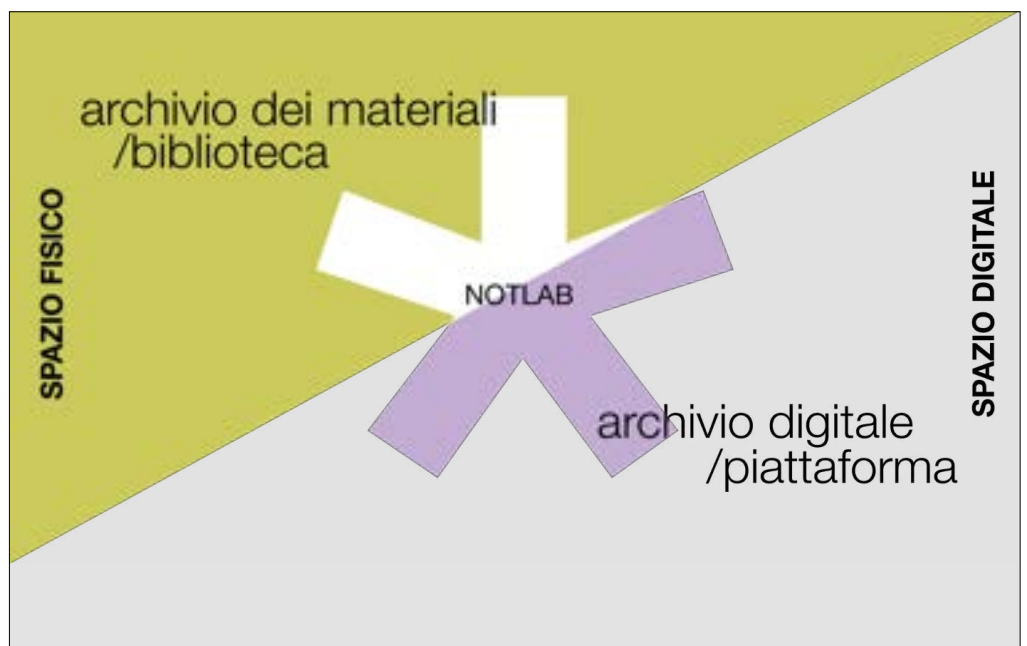 archivio dei materiali
/biblioteca
SPAZIO FISICO
NOTLAB
SPAZIO DIGITALE
archivio digitale
/piattaforma